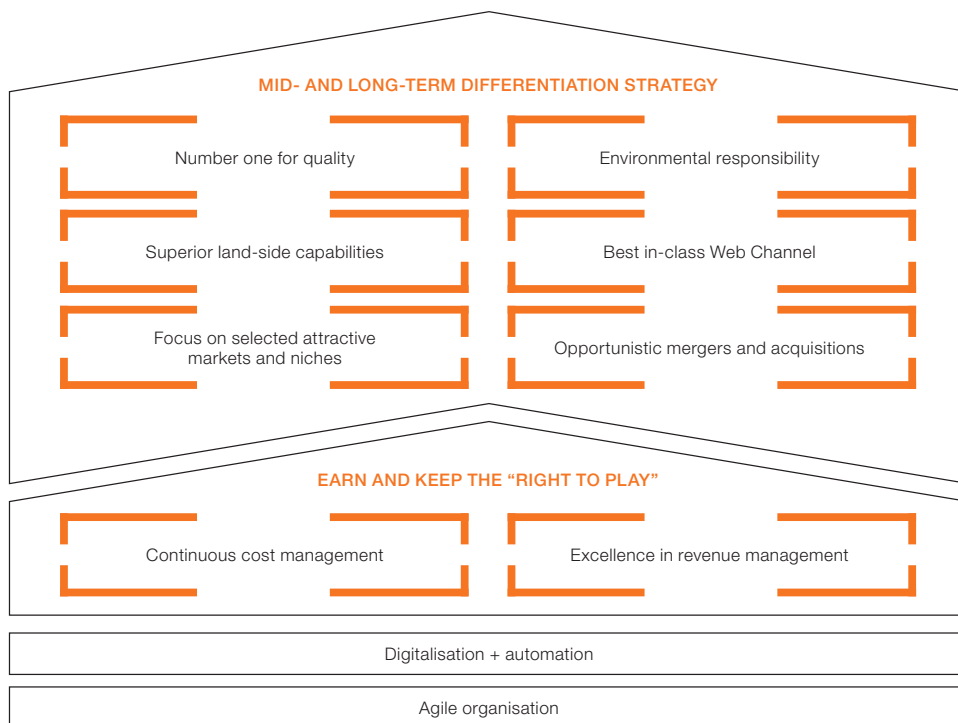 MID- AND LONG-TERM DIFFERENTIATION STRATEGY
Number one for quality
Environmental responsibility
Superior land-side capabilities
Best in-class Web Channel
Focus on selected attractive
markets and niches
Opportunistic mergers and acquisitions
EARN AND KEEP THE “RIGHT TO PLAY”
Continuous cost management
Excellence in revenue management
Digitalisation + automation
Agile organisation